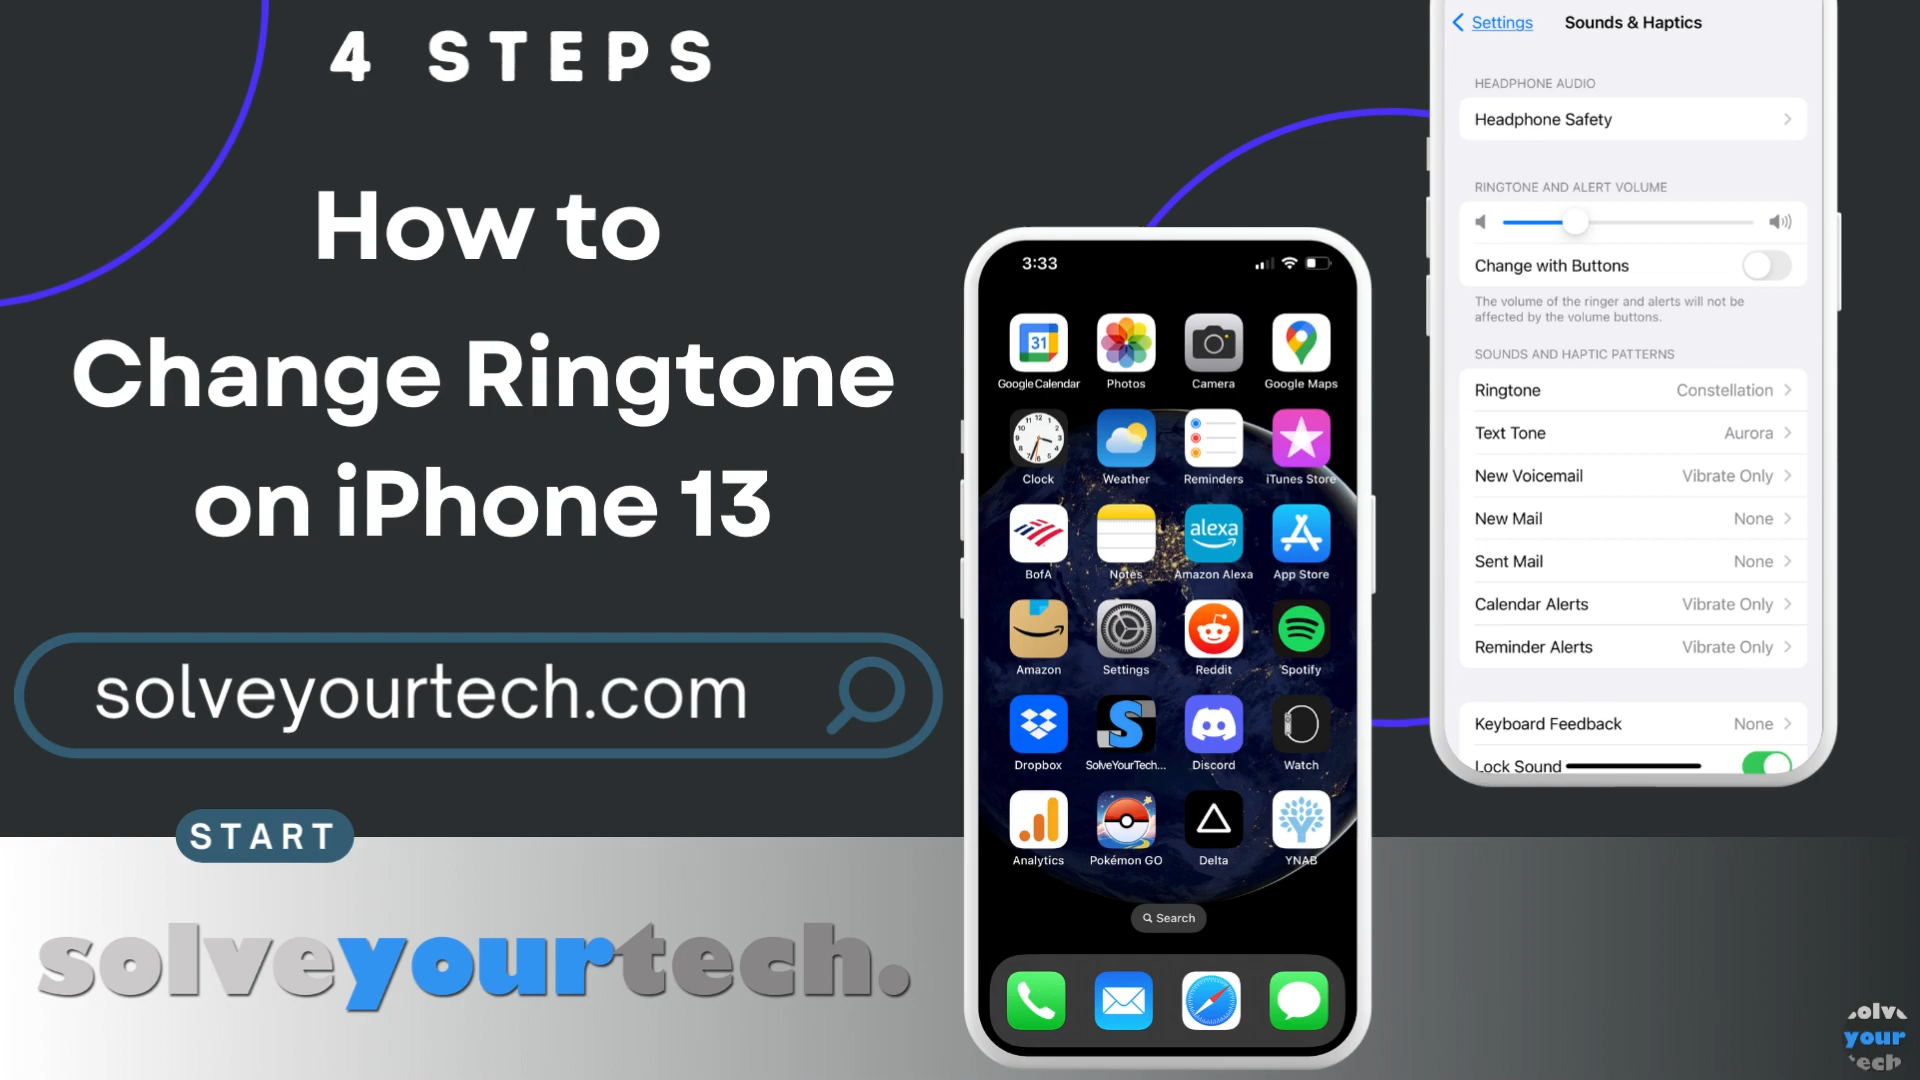 4 STEPS
How to
Change Ringtone
on iPhone 13
solveyourtech.com
START
solveyourtech.
3:33
31
Google Calendar
Photos
Camera
Google Maps
Clock
Weather
Reminders
iTunes Store
alexa
BofA
Notes
Amazon Alexa
App Store
Amazon
Settings
Reddit
Spotify
S
Dropbox
SolveYourTech...
Discord
Watch
Analytics
Pokémon GO
Delta
YNAB
Search
Settings
Sounds & Haptics
HEADPHONE AUDIO
Headphone Safety
RINGTONE AND ALERT VOLUME
Change with Buttons
The volume of the ringer and alerts will not be
affected by the volume buttons.
SOUNDS AND HAPTIC PATTERNS
Ringtone Constellation
Text Tone Aurora
New Voicemail Vibrate Only
New Mail None
Sent Mail None
Calendar Alerts Vibrate Only
Reminder Alerts Vibrate Only
Keyboard Feedback None
Lock Sound
solve
your
tech